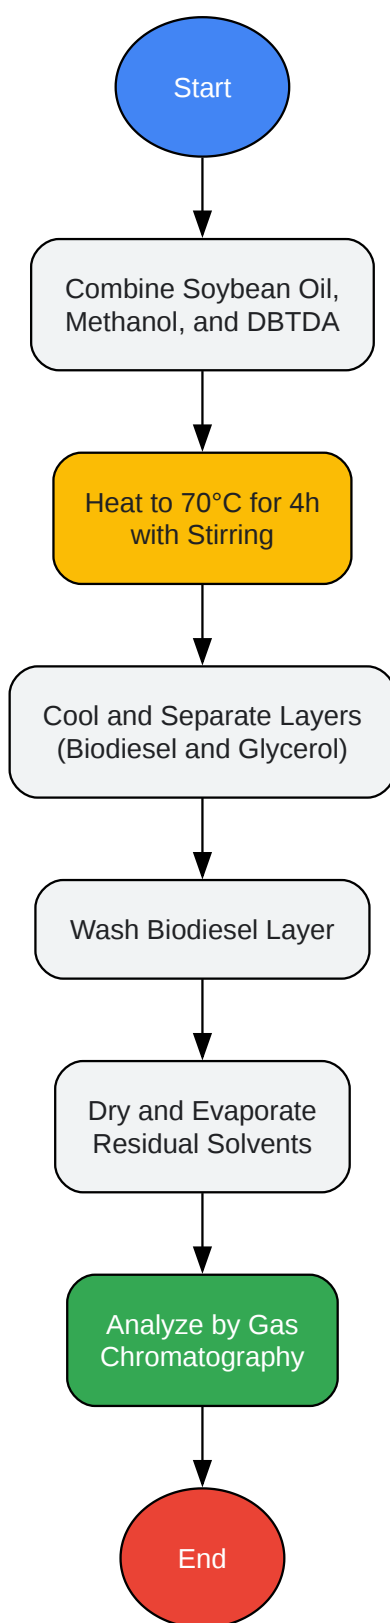 Start
Combine Soybean Oil,
Methanol, and DBTDA
Heat to 70°C for 4h
with Stirring
Cool and Separate Layers
(Biodiesel and Glycerol)
Wash Biodiesel Layer
Dry and Evaporate
Residual Solvents
Analyze by Gas
Chromatography
End